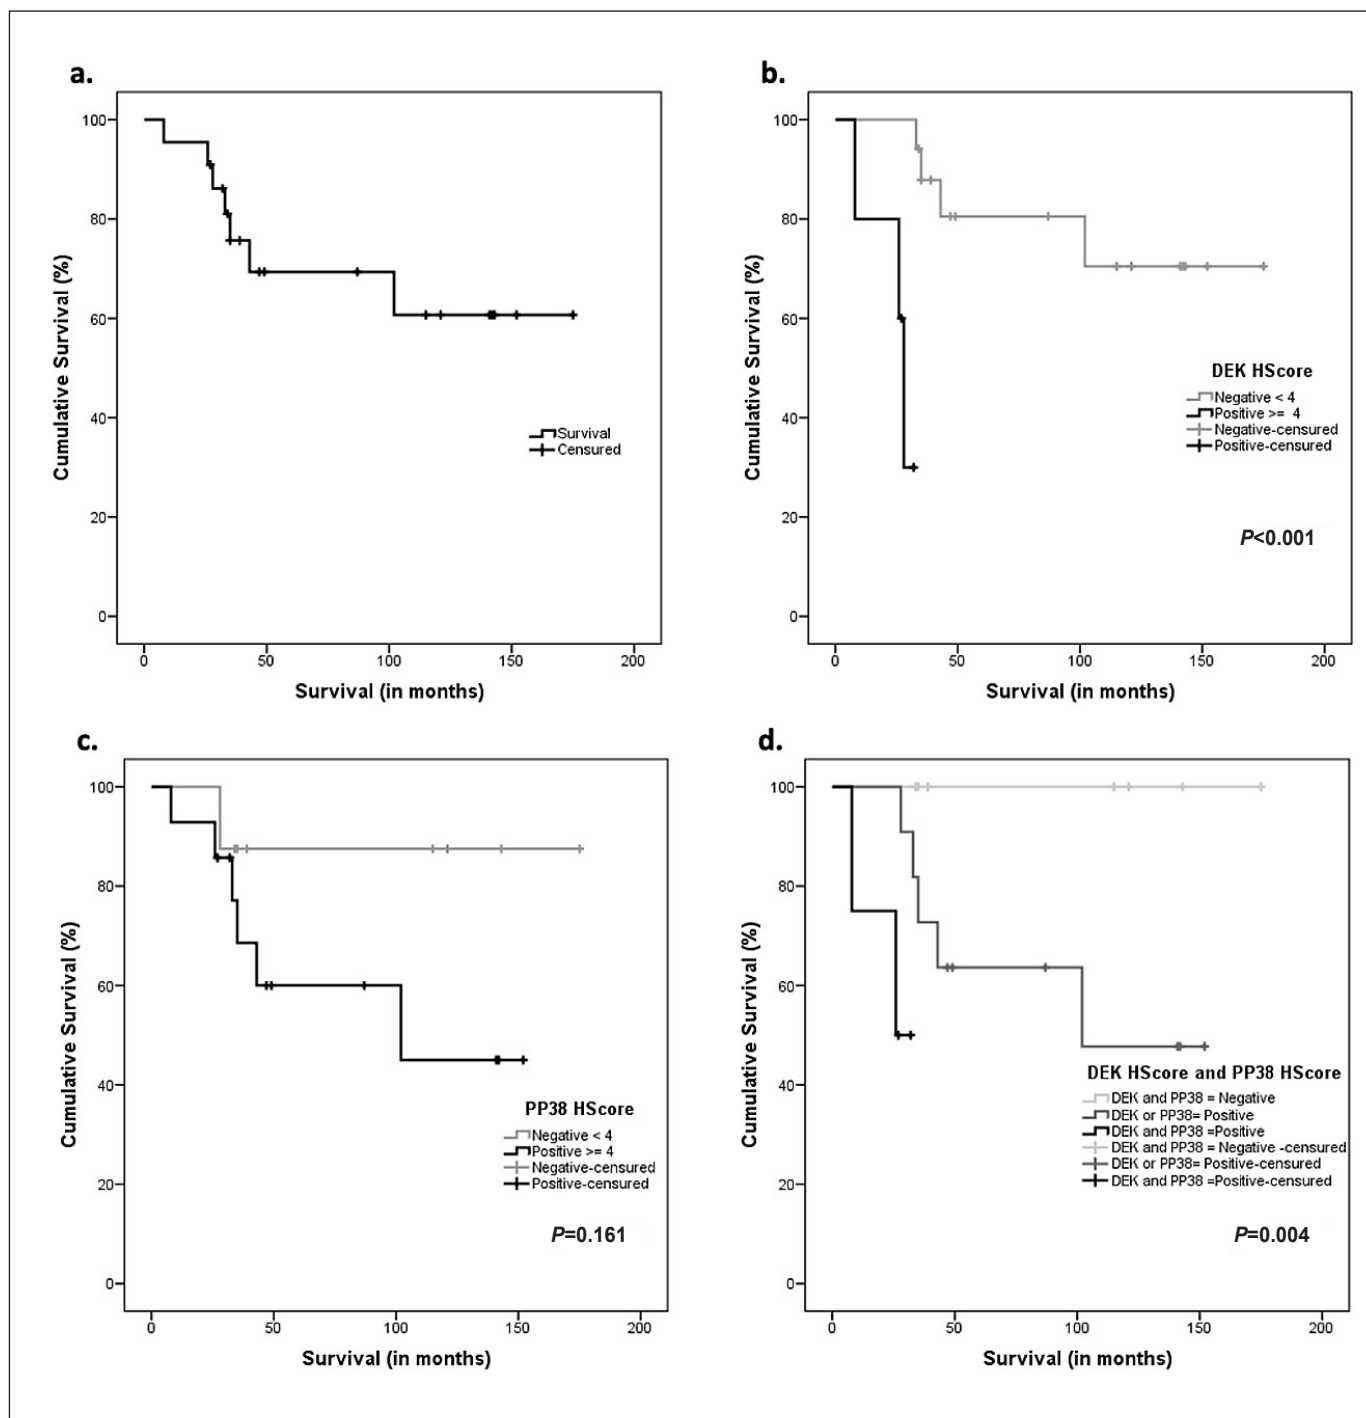 a.
100
80
60
40
20
0
Cumulative Survival (%)
Survival
Censured
0 50 100 150 200
Survival (in months)
b.
100
80
60
40
20
0
Cumulative Survival (%)
DEK HScore
Negative < 4
Positive >= 4
Negative-censured
Positive-censured
P<0.001
0 50 100 150 200
Survival (in months)
c.
100
80
60
40
20
0
Cumulative Survival (%)
PP38 HScore
Negative < 4
Positive >= 4
Negative-censured
Positive-censured
P=0.161
0 50 100 150 200
Survival (in months)
d.
100
80
60
40
20
0
Cumulative Survival (%)
DEK HScore and PP38 HScore
DEK and PP38 = Negative
DEK or PP38= Positive
DEK and PP38 =Positive
DEK and PP38 = Negative -censured
DEK or PP38= Positive-censured
DEK and PP38 =Positive-censured
P=0.004
0 50 100 150 200
Survival (in months)